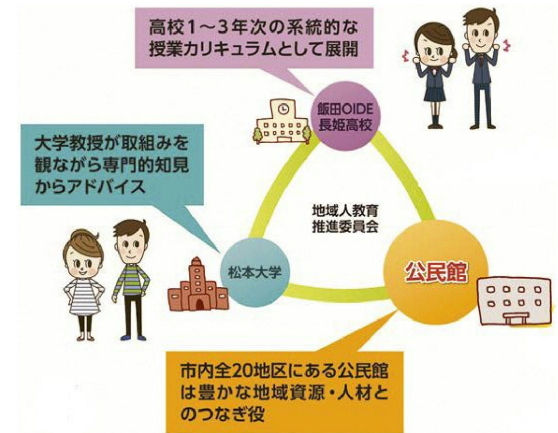 高校1〜3年次の系統的な
授業カリキュラムとして展開
飯田OIDE
長姫高校
大学教授が取組みを
観ながら専門的知見
からアドバイス
地域人教育
推進委員会
松本大学
公民館
市内全20地区にある公民館
は豊かな地域資源・人材と
のつなぎ役